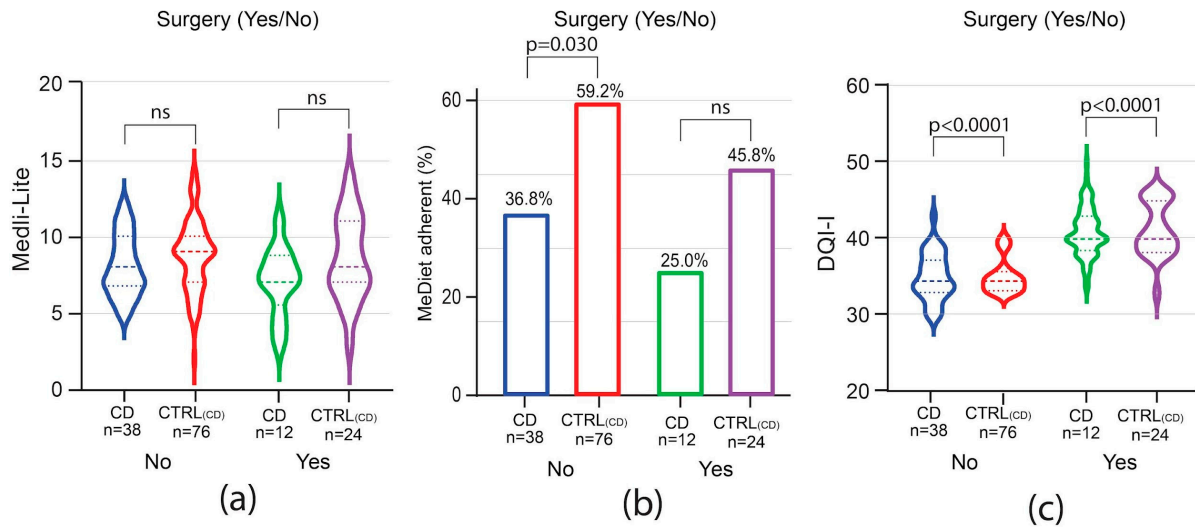 Surgery (Yes/No)
Medli-Lite
20
15
10
5
0
ns
ns
CD
n=38
CTRL(CD)
n=76
CD
n=12
CTRL(CD)
n=24
No
Yes
(a)
Surgery (Yes/No)
p=0.030
MeDiet adherent (%)
60
40
20
0
36.8%
59.2%
ns
25.0%
45.8%
CD
n=38
CTRL(CD)
n=76
CD
n=12
CTRL(CD)
n=24
No
Yes
(b)
Surgery (Yes/No)
DQI-I
60
50
40
30
20
p<0.0001
p<0.0001
CD
n=38
CTRL(CD)
n=76
CD
n=12
CTRL(CD)
n=24
No
Yes
(c)